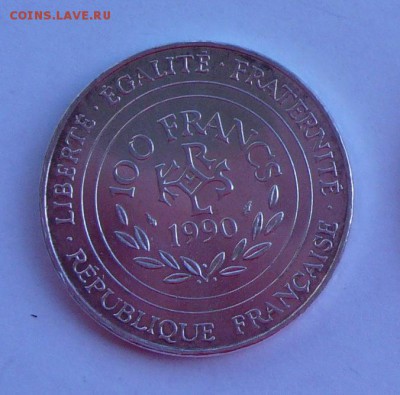 COINS.LAVE.RU
· LIBERTÉ · ÉGALITÉ · FRATERNITÉ ·
RÉPUBLIQUE FRANÇAISE
100 FRANCS
K R L S
1990